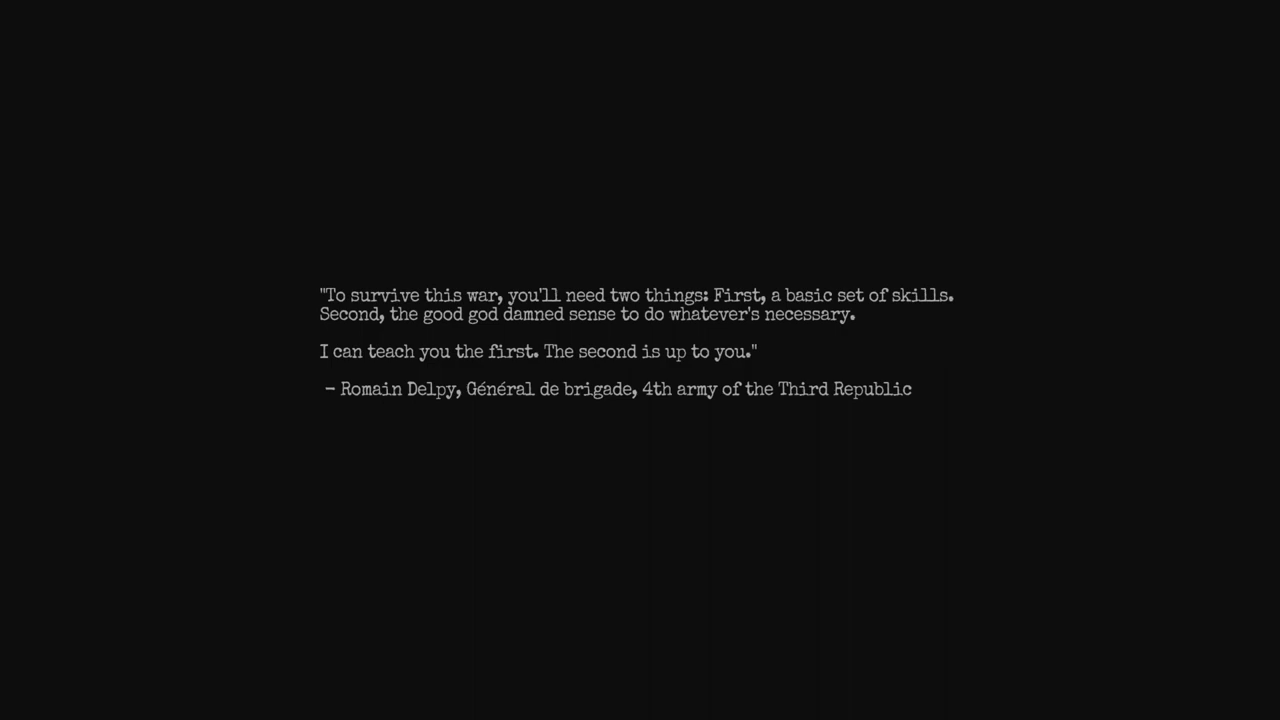 "To survive this war, you'll need two things: First, a basic set of skills.
Second, the good god damned sense to do whatever's necessary.
I can teach you the first. The second is up to you."
– Romain Delpy, Général de brigade, 4th army of the Third Republic